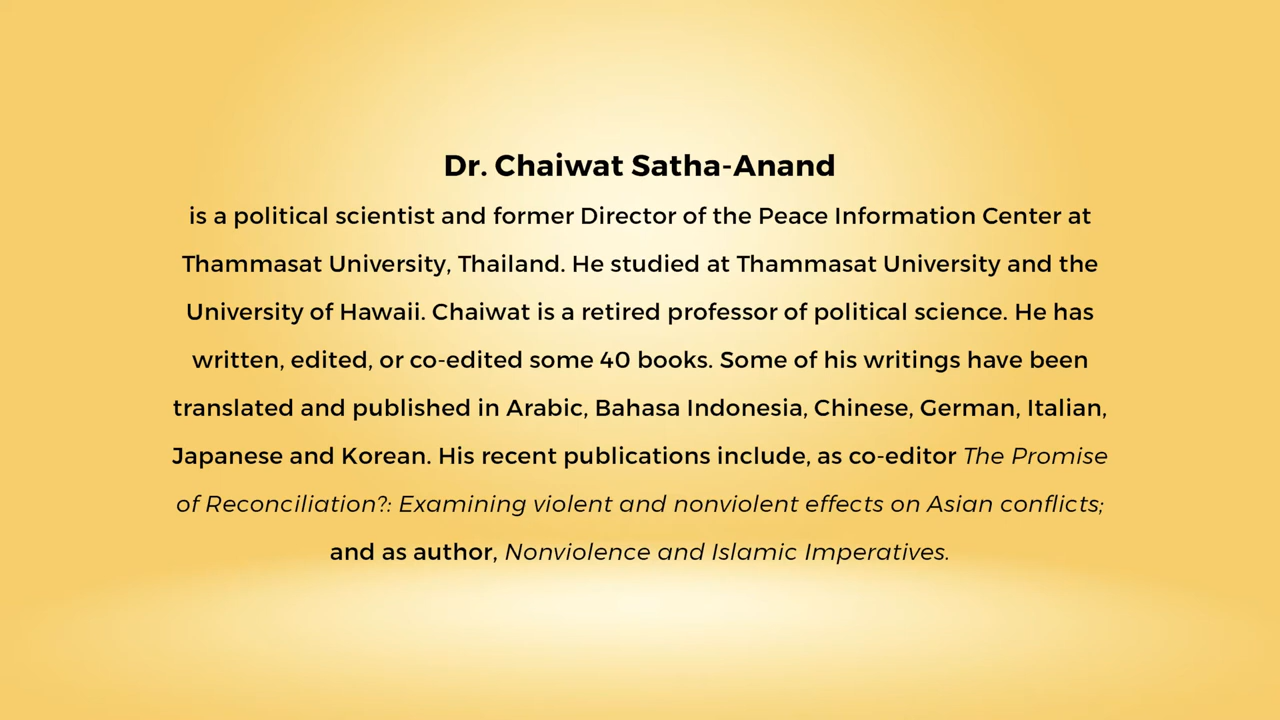 Dr. Chaiwat Satha-Anand
is a political scientist and former Director of the Peace Information Center at
Thammasat University, Thailand. He studied at Thammasat University and the
University of Hawaii. Chaiwat is a retired professor of political science. He has
written, edited, or co-edited some 40 books. Some of his writings have been
translated and published in Arabic, Bahasa Indonesia, Chinese, German, Italian,
Japanese and Korean. His recent publications include, as co-editor The Promise
of Reconciliation?: Examining violent and nonviolent effects on Asian conflicts;
and as author, Nonviolence and Islamic Imperatives.